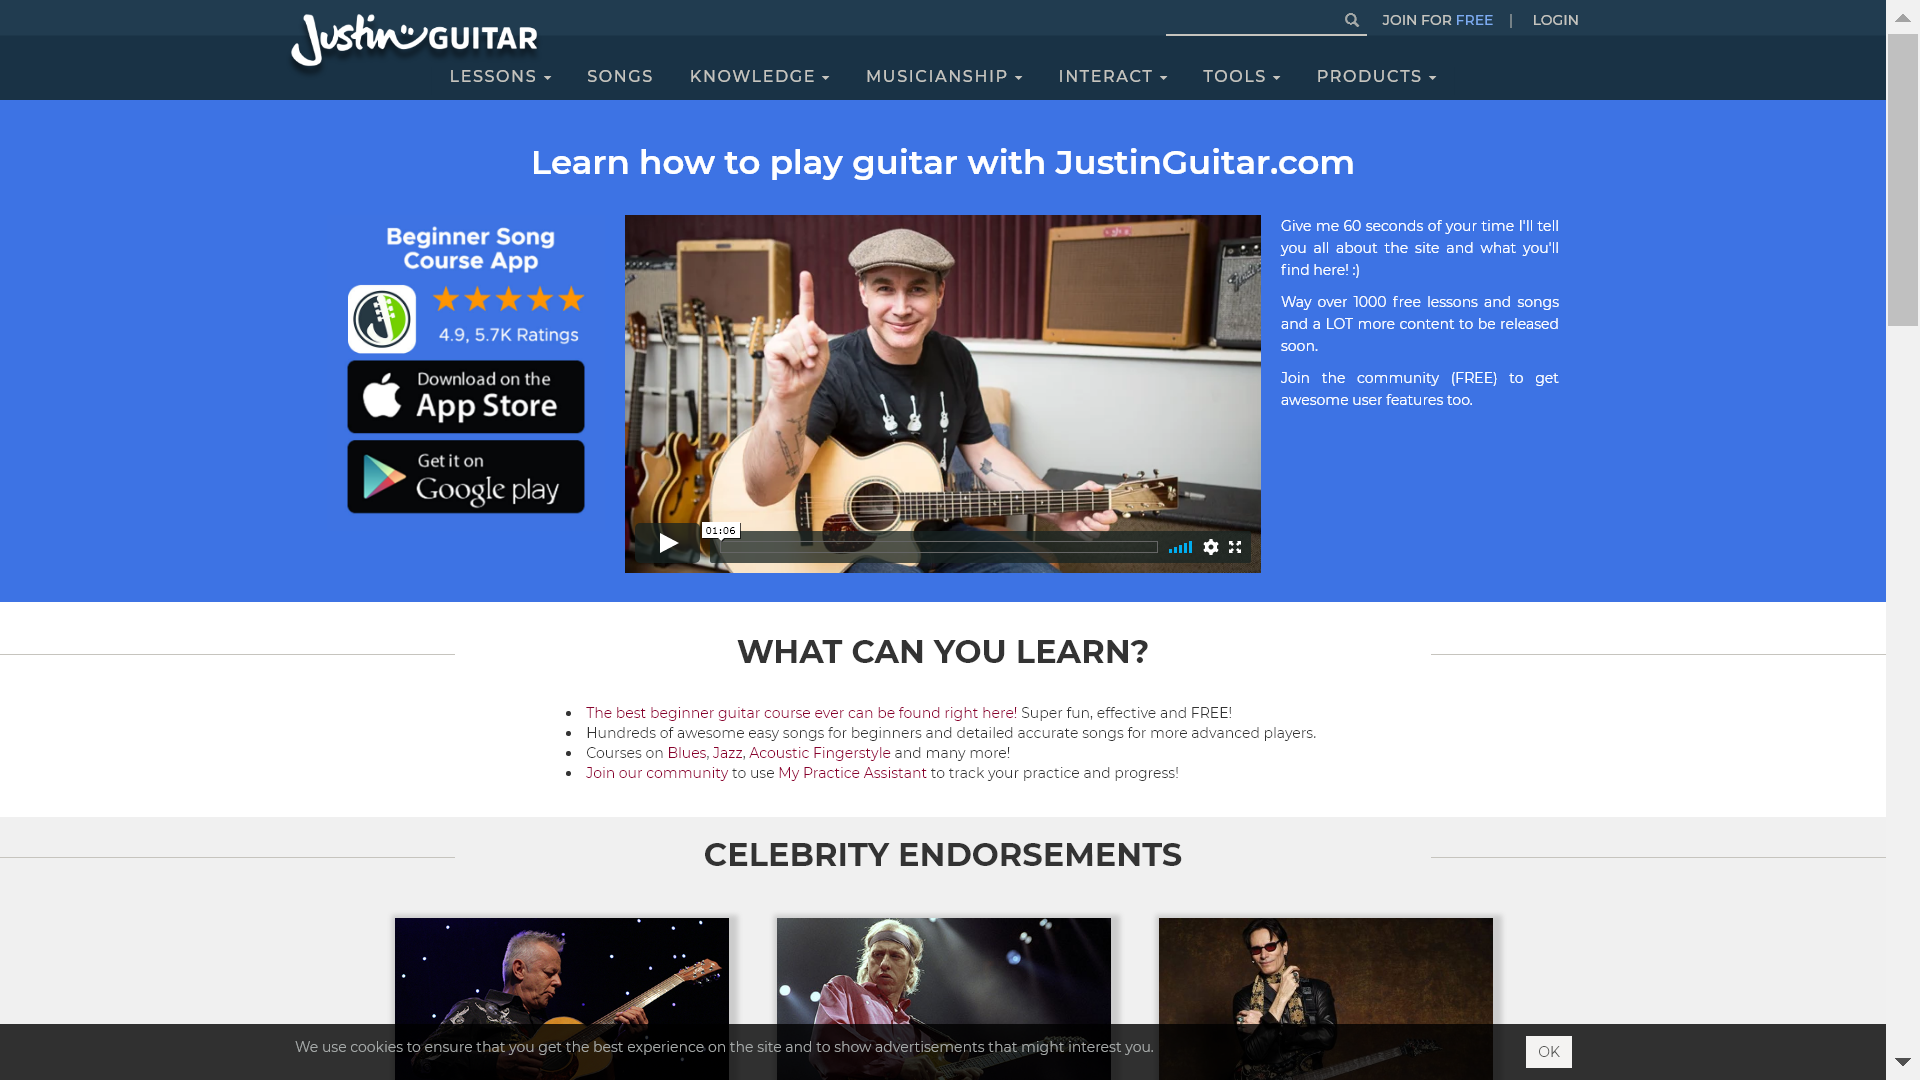 Justin GUITAR
JOIN FOR FREE | LOGIN
LESSONS SONGS KNOWLEDGE MUSICIANSHIP INTERACT TOOLS PRODUCTS
Learn how to play guitar with JustinGuitar.com
Beginner Song
Course App
4.9, 5.7K Ratings
Download on the
App Store
Get it on
Google play
01:06
Give me 60 seconds of your time I'll tell
you all about the site and what you'll
find here! :)
Way over 1000 free lessons and songs
and a LOT more content to be released
soon.
Join the community (FREE) to get
awesome user features too.
WHAT CAN YOU LEARN?
The best beginner guitar course ever can be found right here! Super fun, effective and FREE!
Hundreds of awesome easy songs for beginners and detailed accurate songs for more advanced players.
Courses on Blues, Jazz, Acoustic Fingerstyle and many more!
Join our community to use My Practice Assistant to track your practice and progress!
CELEBRITY ENDORSEMENTS
We use cookies to ensure that you get the best experience on the site and to show advertisements that might interest you.
OK